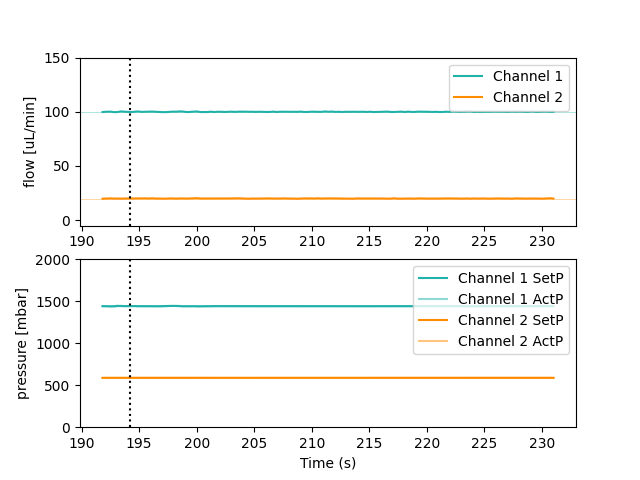 150
100
50
0
flow [uL/min]
Channel 1
Channel 2
190 195 200 205 210 215 220 225 230
2000
1500
1000
500
0
pressure [mbar]
Channel 1 SetP
Channel 1 ActP
Channel 2 SetP
Channel 2 ActP
190 195 200 205 210 215 220 225 230
Time (s)